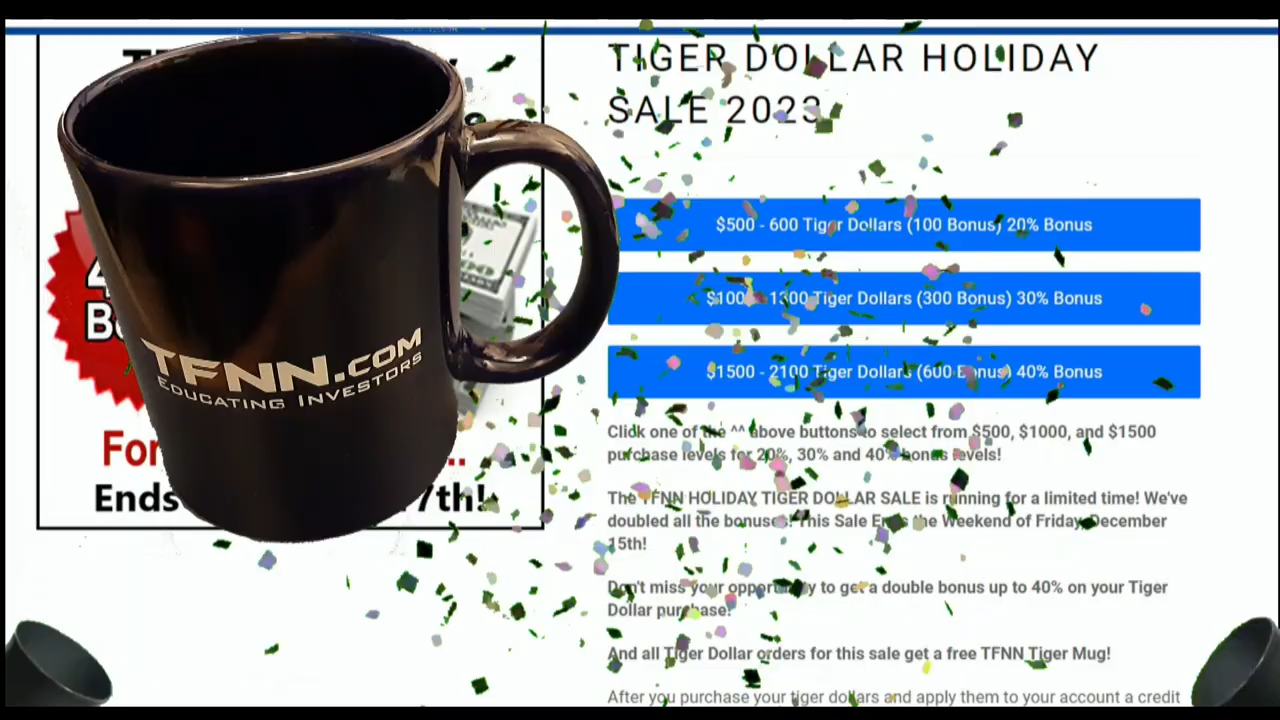 TFNN.COM
EDUCATING INVESTORS
For
..
Ends
7th!
TIGER DOLLAR HOLIDAY
SALE 2023
$500 - 600 Tiger Dollars (100 Bonus) 20% Bonus
$1000 - 1300 Tiger Dollars (300 Bonus) 30% Bonus
$1500 - 2100 Tiger Dollars (600 Bonus) 40% Bonus
Click one of the ^^ above buttons to select from $500, $1000, and $1500
purchase levels for 20%, 30% and 40% bonus levels!
The TFNN HOLIDAY TIGER DOLLAR SALE is running for a limited time! We've
doubled all the bonuses! This Sale Ends the Weekend of Friday, December
15th!
Don't miss your opportunity to get a double bonus up to 40% on your Tiger
Dollar purchase!
And all Tiger Dollar orders for this sale get a free TFNN Tiger Mug!
After you purchase your tiger dollars and apply them to your account a credit